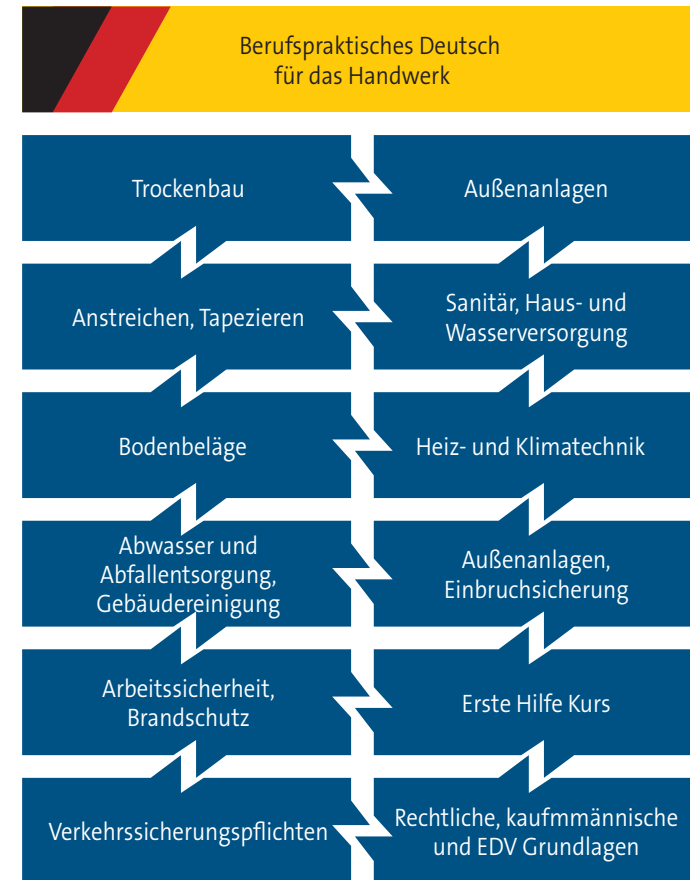 Berufspraktisches Deutsch
für das Handwerk
Trockenbau
Außenanlagen
Anstreichen, Tapezieren
Sanitär, Haus- und
Wasserversorgung
Bodenbeläge
Heiz- und Klimatechnik
Abwasser und
Abfallentsorgung,
Gebäudereinigung
Außenanlagen,
Einbruchsicherung
Arbeitssicherheit,
Brandschutz
Erste Hilfe Kurs
Verkehrssicherungspflichten
Rechtliche, kaufmmännische
und EDV Grundlagen